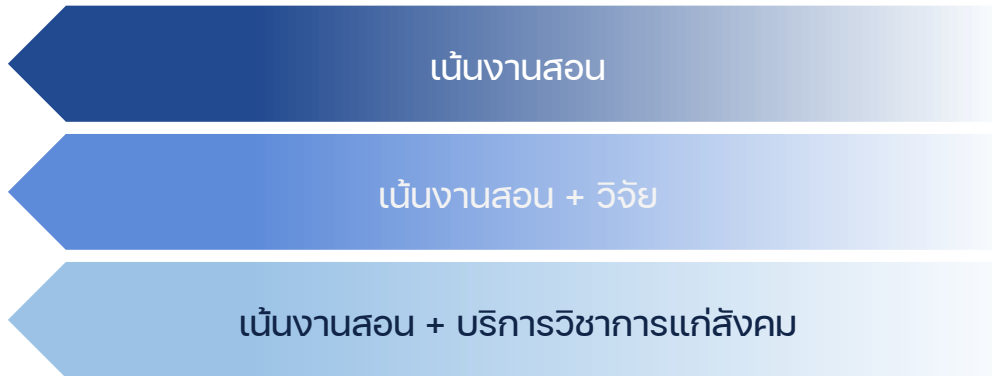 เน้นงานสอน
เน้นงานสอน + วิจัย
เน้นงานสอน + บริการวิชาการแก่สังคม